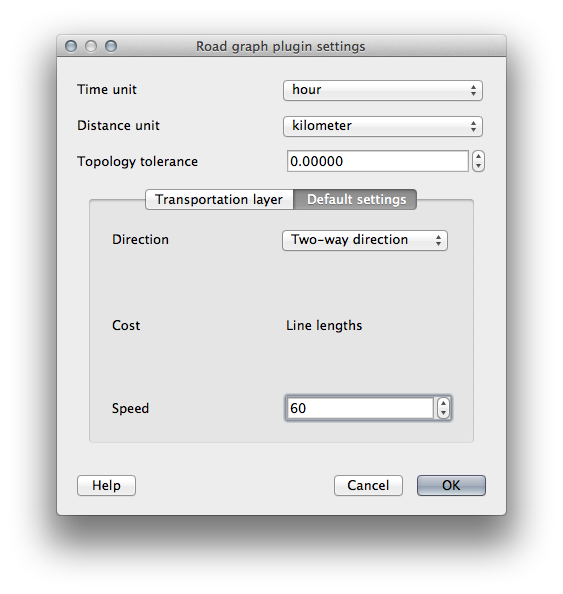 Road graph plugin settings
Time unit hour
Distance unit kilometer
Topology tolerance 0.00000
Transportation layer Default settings
Direction Two-way direction
Cost Line lengths
Speed 60
Help Cancel OK